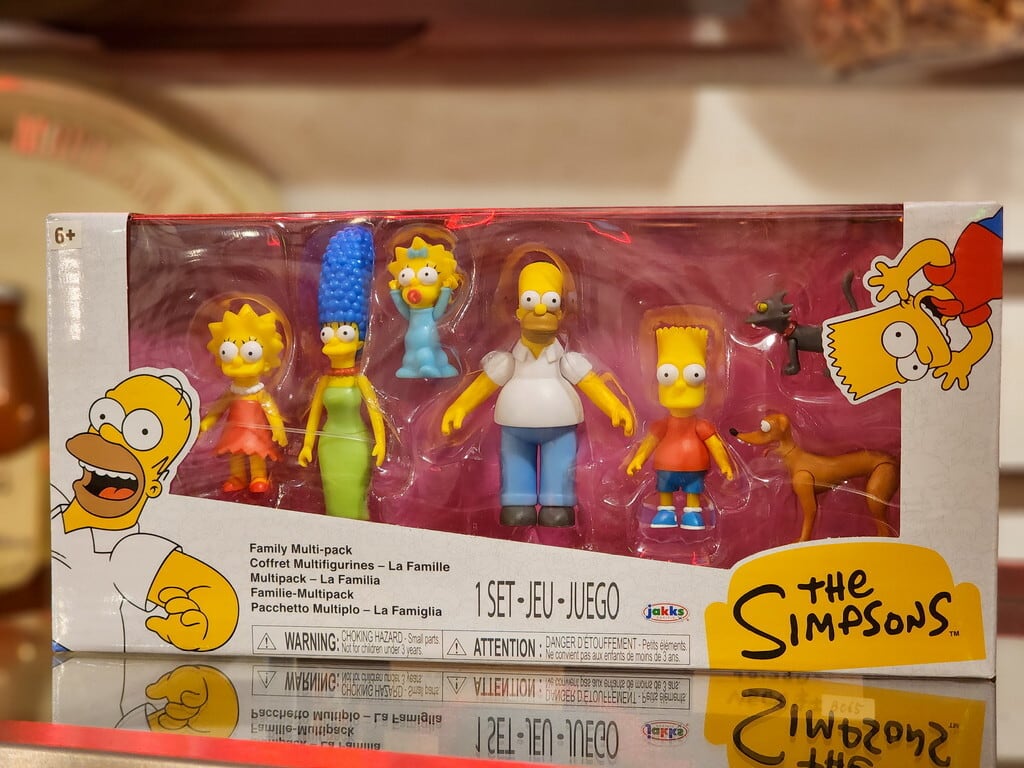 6+
Family Multi-pack
Coffret Multifigurines – La Famille
Multipack – La Familia
Familie-Multipack
Pacchetto Multiplo – La Famiglia
1 SET - JEU - JUEGO
jakks
WARNING: CHOKING HAZARD - Small parts
Not for children under 3 years.
ATTENTION : DANGER D'ÉTOUFFEMENT - Petits éléments.
Ne convient pas aux enfants de moins de 3 ans.
THE
SIMPSONS™